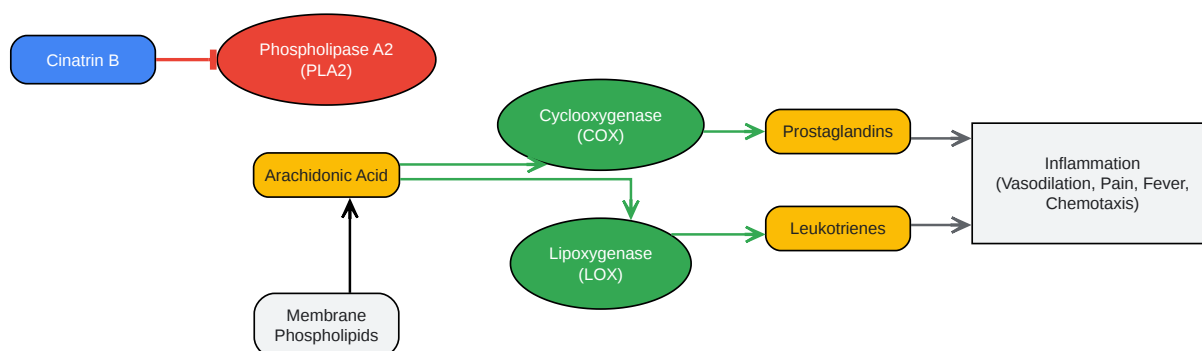 Cinatrin B
Phospholipase A2
(PLA2)
Cyclooxygenase
(COX)
Prostaglandins
Arachidonic Acid
Inflammation
(Vasodilation, Pain, Fever,
Chemotaxis)
Leukotrienes
Lipoxygenase
(LOX)
Membrane
Phospholipids